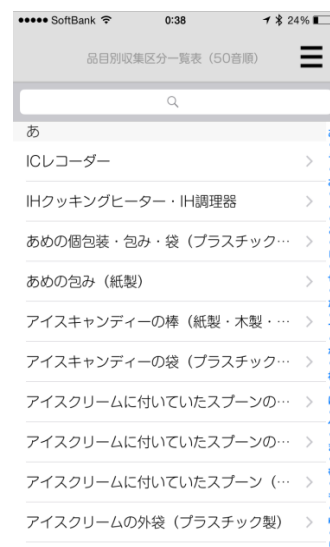 ●●●●● SoftBank 0:38 24%
品目別収集区分一覧表（50音順）
あ
ICレコーダー
IHクッキングヒーター・IH調理器
あめの個包装・包み・袋（プラスチック…
あめの包み（紙製）
アイスキャンディーの棒（紙製・木製・…
アイスキャンディーの袋（プラスチック…
アイスクリームに付いていたスプーンの…
アイスクリームに付いていたスプーンの…
アイスクリームに付いていたスプーン（…
アイスクリームの外袋（プラスチック製）